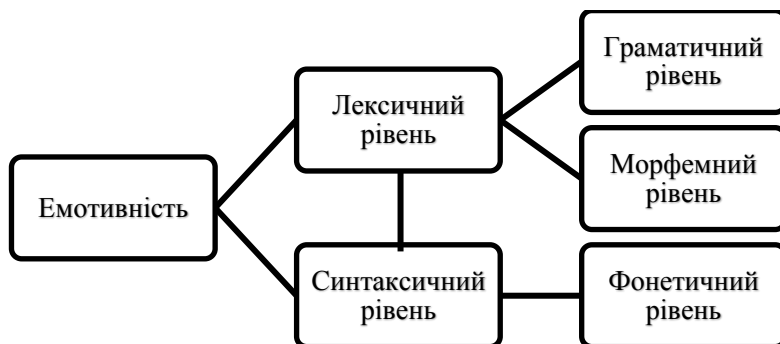 Емотивність
Лексичний
рівень
Синтаксичний
рівень
Граматичний
рівень
Морфемний
рівень
Фонетичний
рівень